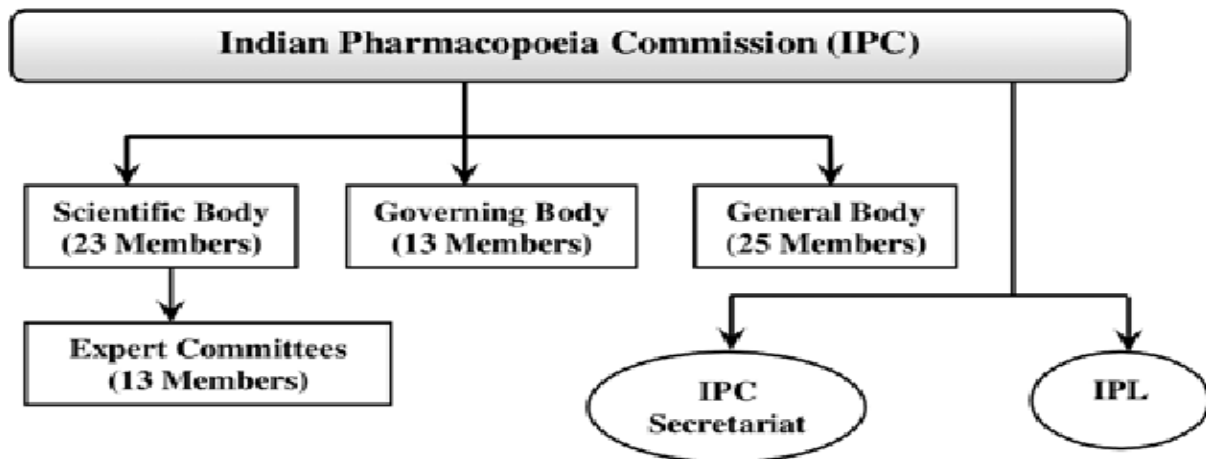 Indian Pharmacopoeia Commission (IPC)
Scientific Body
(23 Members)
Governing Body
(13 Members)
General Body
(25 Members)
Expert Committees
(13 Members)
IPC
Secretariat
IPL